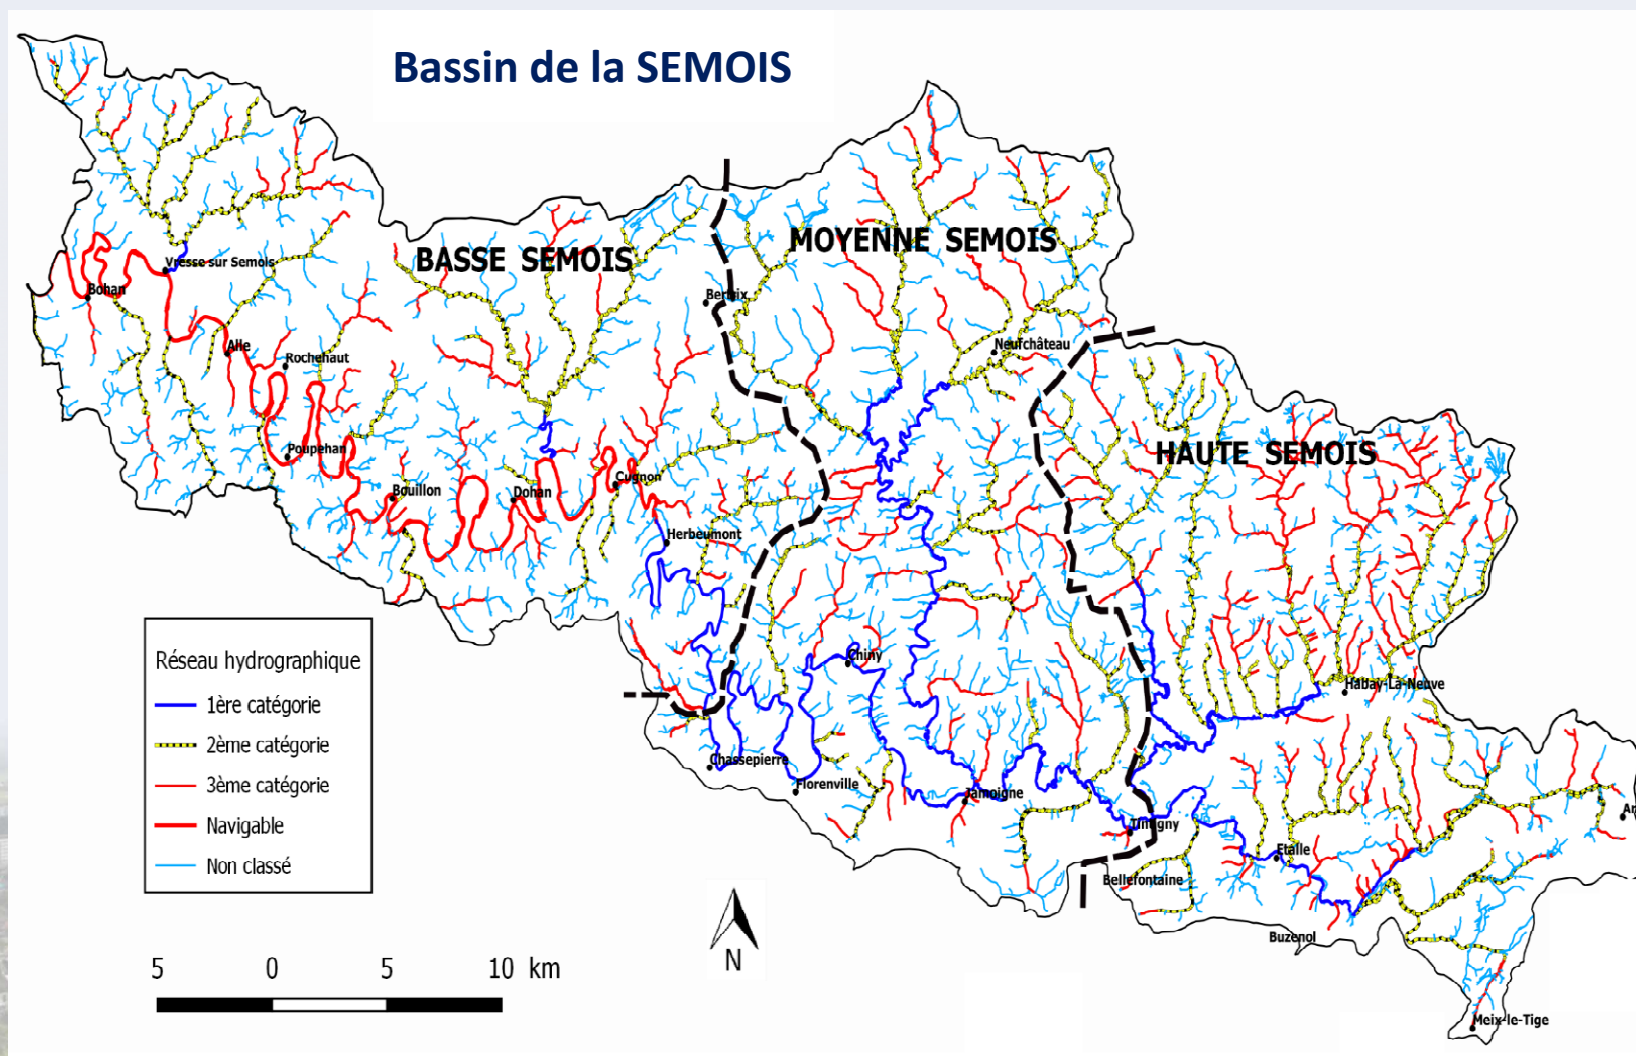 Bassin de la SEMOIS
BASSE SEMOIS
MOYENNE SEMOIS
HAUTE SEMOIS
Vresse sur Semois
Bohan
Alle
Rochehaut
Poupehan
Bouillon
Dohan
Cugnon
Herbeumont
Bertrix
Neufchâteau
Chiny
Chassepierre
Florenville
Jamoigne
Tintigny
Bellefontaine
Habay-La-Neuve
Etalle
Buzenol
Meix-le-Tige
Ar
Réseau hydrographique
1ère catégorie
2ème catégorie
3ème catégorie
Navigable
Non classé
N
5 0 5 10 km